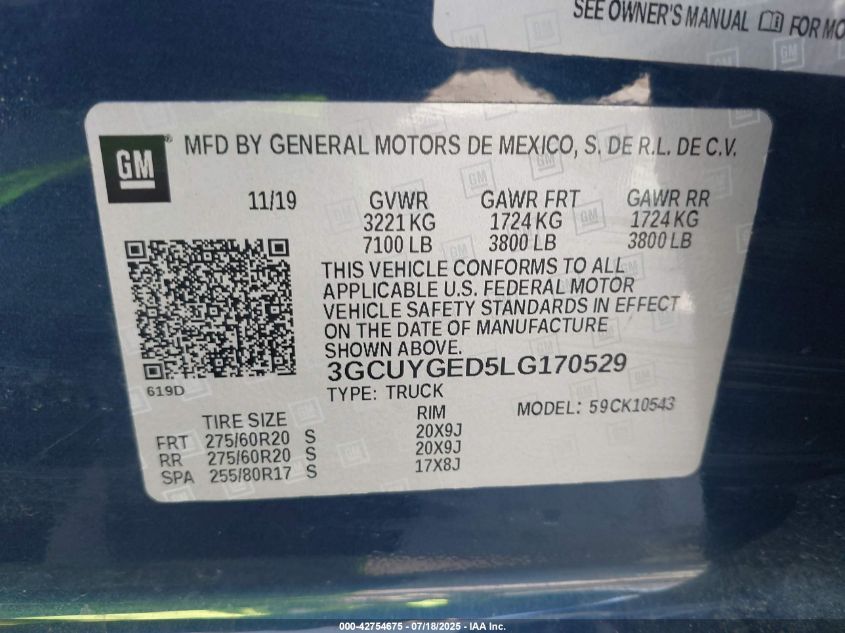 SEE OWNER'S MANUAL FOR MO
GM
GM® MFD BY GENERAL MOTORS DE MEXICO, S. DE R.L. DE C.V.
11/19 GVWR GAWR FRT GAWR RR
3221 KG 1724 KG 1724 KG
7100 LB 3800 LB 3800 LB
THIS VEHICLE CONFORMS TO ALL
APPLICABLE U.S. FEDERAL MOTOR
VEHICLE SAFETY STANDARDS IN EFFECT
ON THE DATE OF MANUFACTURE
SHOWN ABOVE.
3GCUYGED5LG170529
619D
TYPE: TRUCK
MODEL: 59CK10543
TIRE SIZE RIM
FRT 275/60R20 S 20X9J
RR 275/60R20 S 20X9J
SPA 255/80R17 S 17X8J
000-42754675 - 07/18/2025 - IAA Inc.